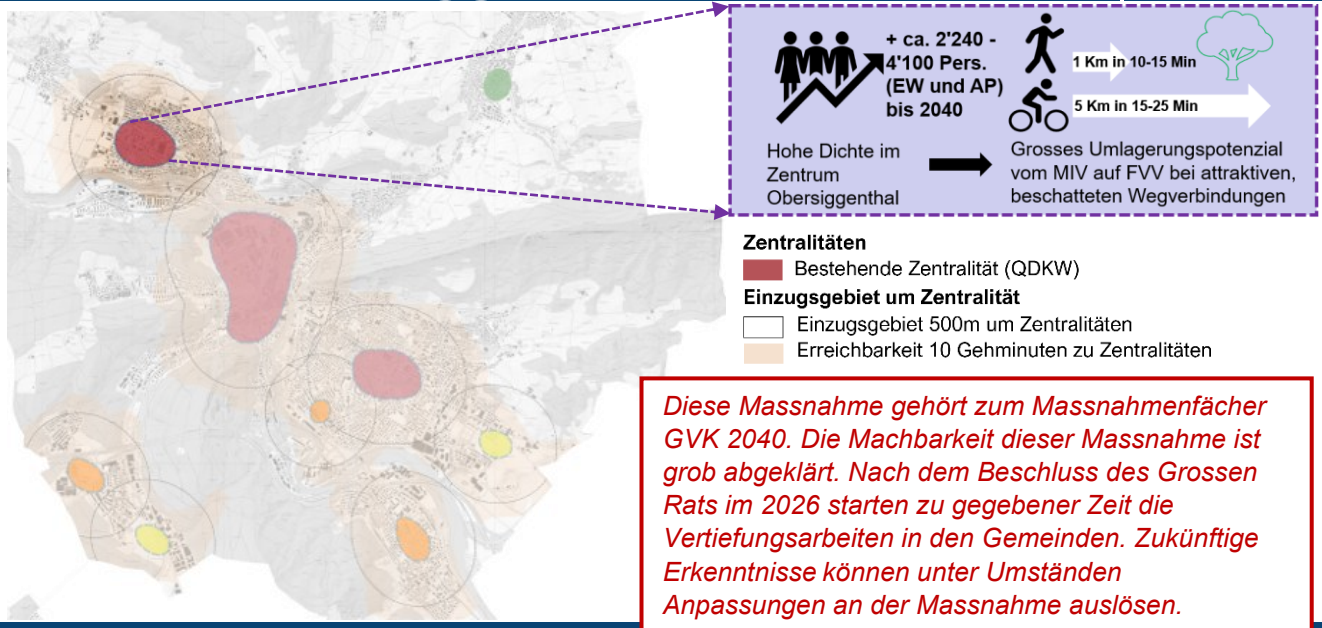 + ca. 2'240 -
4'100 Pers.
(EW und AP)
bis 2040
1 Km in 10-15 Min
5 Km in 15-25 Min
Hohe Dichte im
Zentrum
Obersiggenthal
Grosses Umlagerungspotenzial
vom MIV auf FVV bei attraktiven,
beschatteten Wegverbindungen
Zentralitäten
Bestehende Zentralität (QDKW)
Einzugsgebiet um Zentralität
Einzugsgebiet 500m um Zentralitäten
Erreichbarkeit 10 Gehminuten zu Zentralitäten
Diese Massnahme gehört zum Massnahmenfächer
GVK 2040. Die Machbarkeit dieser Massnahme ist
grob abgeklärt. Nach dem Beschluss des Grossen
Rats im 2026 starten zu gegebener Zeit die
Vertiefungsarbeiten in den Gemeinden. Zukünftige
Erkenntnisse können unter Umständen
Anpassungen an der Massnahme auslösen.